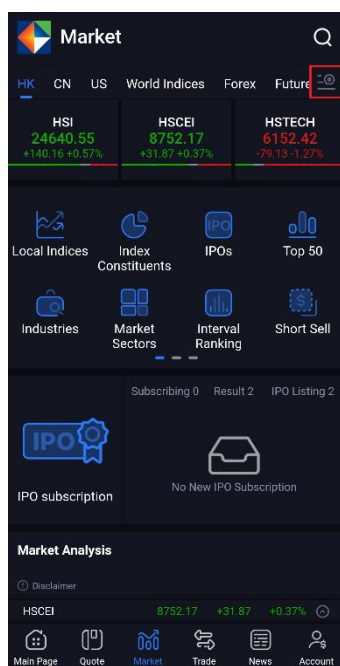 Market
HK CN US World Indices Forex Future
HSI HSCEI HSTECH
24640.55 8752.17 6152.42
+140.16 +0.57% +31.87 +0.37% -79.13 -1.27%
IPO
Local Indices Index IPOs Top 50
Constituents
Industries Market Interval Short Sell
Sectors Ranking
Subscribing 0 Result 2 IPO Listing 2
IPO
No New IPO Subscription
IPO subscription
Market Analysis
Disclaimer
HSCEI 8752.17 +31.87 +0.37%
Main Page Quote Market Trade News Account